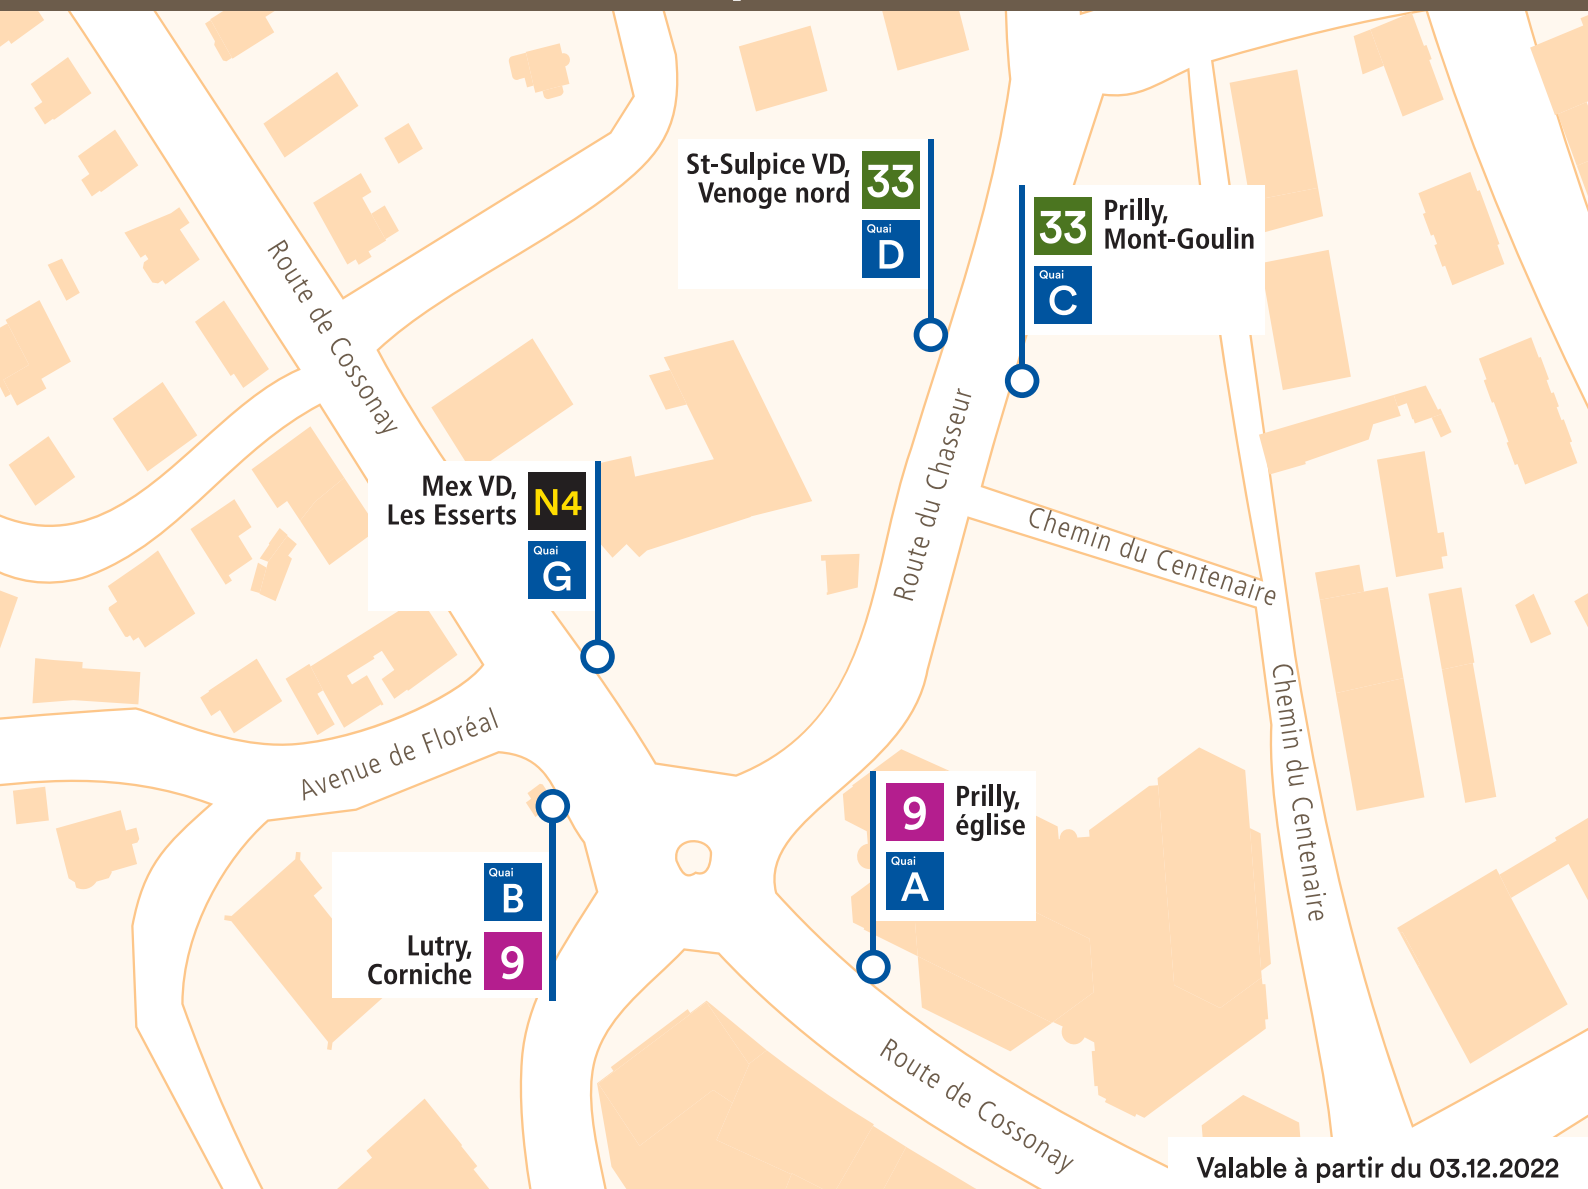 St-Sulpice VD,
Venoge nord
33
Quai
D
33
Prilly,
Mont-Goulin
Quai
C
Route de Cossonay
Route du Chasseur
Mex VD,
Les Esserts
N4
Quai
G
Chemin du Centenaire
Chemin du Centenaire
Avenue de Floréal
9
Prilly,
église
Quai
A
Quai
B
Lutry,
Corniche
9
Route de Cossonay
Valable à partir du 03.12.2022